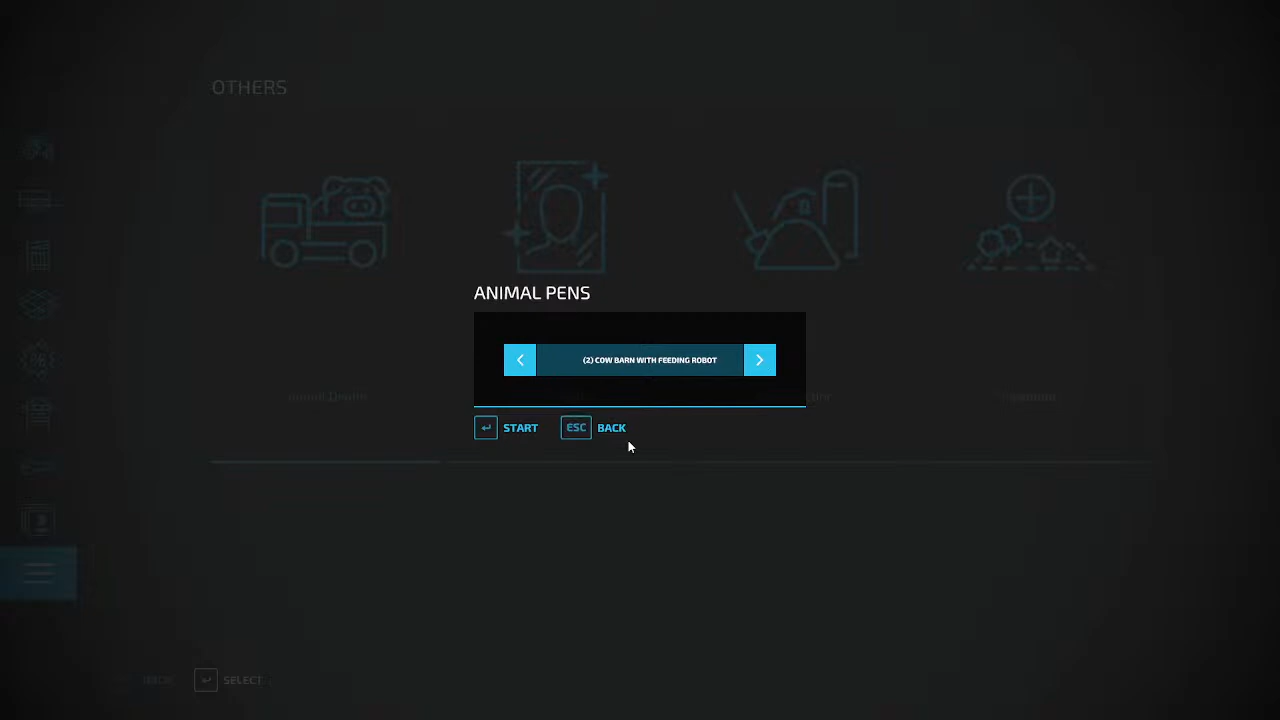 OTHERS
ANIMAL PENS
(2) COW BARN WITH FEEDING ROBOT
START
ESC BACK
SELECT